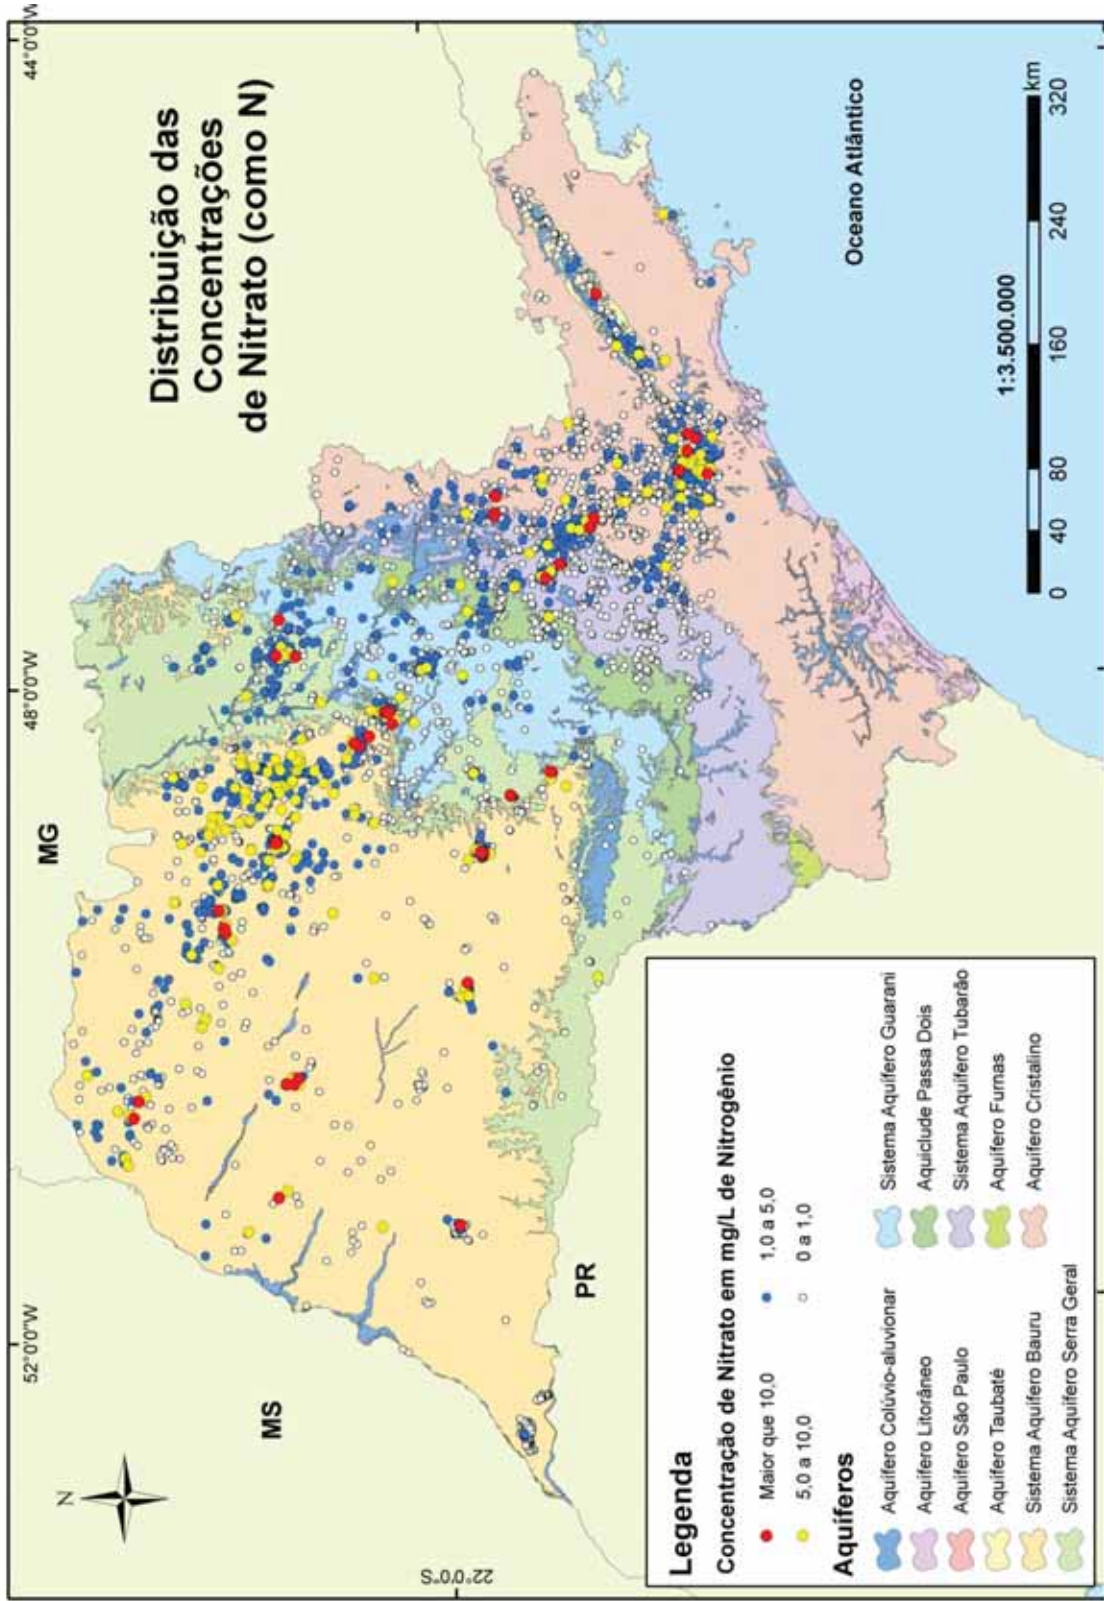 Distribuição das
Concentrações
de Nitrato (como N)
52°0'0"W
48°0'0"W
44°0'0"W
22°0'0"S
N
MS
MG
PR
Oceano Atlântico
1:3.500.000
0 40 80 160 240 320
km
Legenda
Concentração de Nitrato em mg/L de Nitrogênio
Maior que 10,0
1,0 a 5,0
5,0 a 10,0
0 a 1,0
Aquíferos
Aquífero Colúvio-aluvionar
Aquífero Litorâneo
Aquífero São Paulo
Aquífero Taubaté
Sistema Aquífero Bauru
Sistema Aquífero Serra Geral
Sistema Aquífero Guarani
Aquiclude Passa Dois
Sistema Aquífero Tubarão
Aquífero Furnas
Aquífero Cristalino